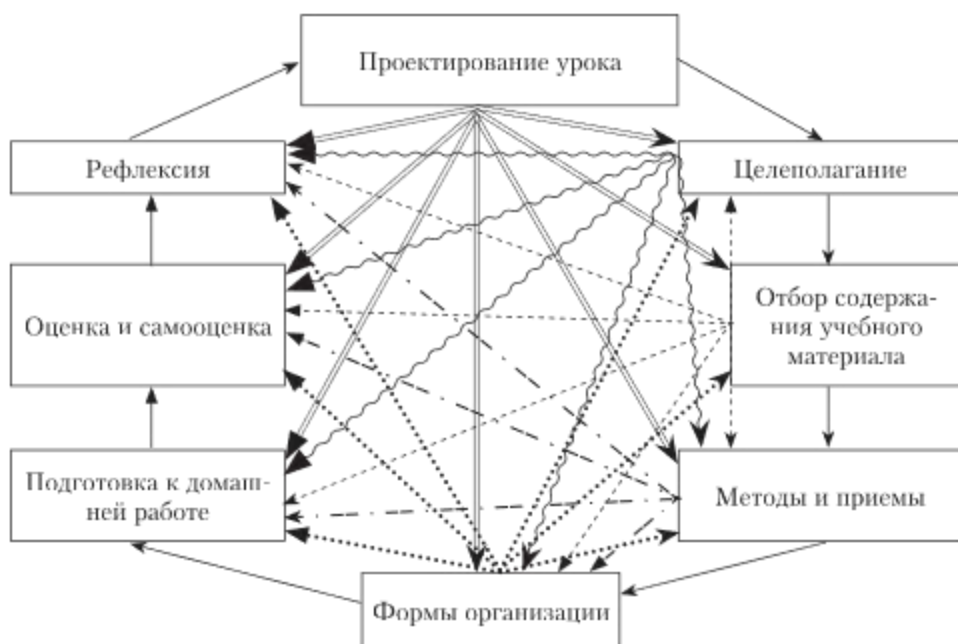 Проектирование урока
Рефлексия
Целеполагание
Оценка и самооценка
Отбор содержа-
ния учебного
материала
Подготовка к домаш-
ней работе
Методы и приемы
Формы организации